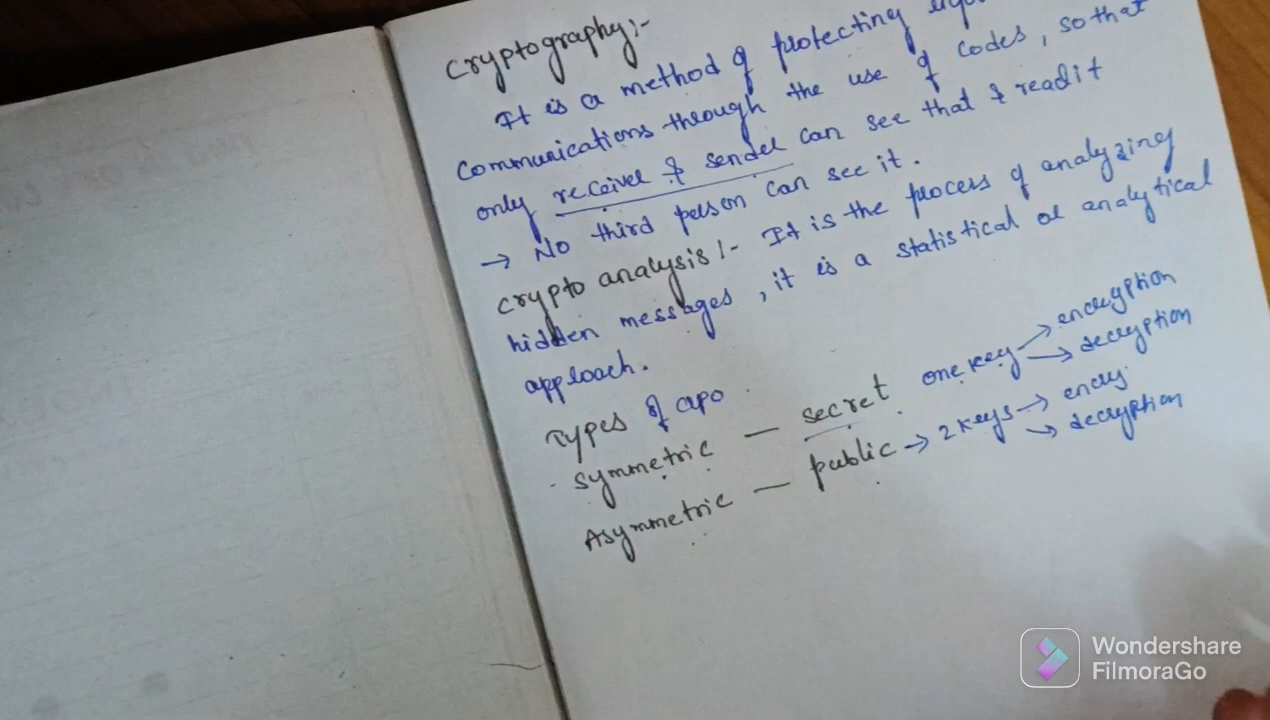 Cryptography:-
It is a method of protecting
communications through the use of codes, so that
only receiver & sender can see that & read it
→ No third person can see it.
Crypto analysis:- It is the process of analyzing
hidden messages, it is a statistical or analytical
approach.
Types of
Symmetric — secret one key → encryption
→ decryption
Asymmetric — public → 2 keys → encry.
→ decryption
Wondershare
FilmoraGo